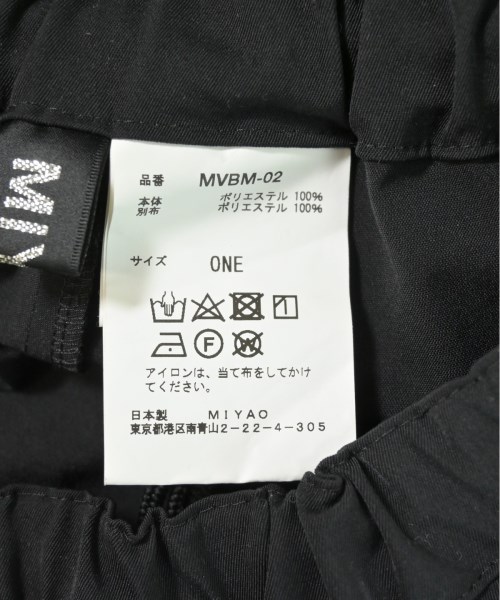 MIY
品番 MVBM-02
本体 ポリエステル 100%
別布 ポリエステル 100%
サイズ ONE
F W
アイロンは、当て布をしてかけ
てください。
日本製 MIYAO
東京都港区南青山2-22-4-305